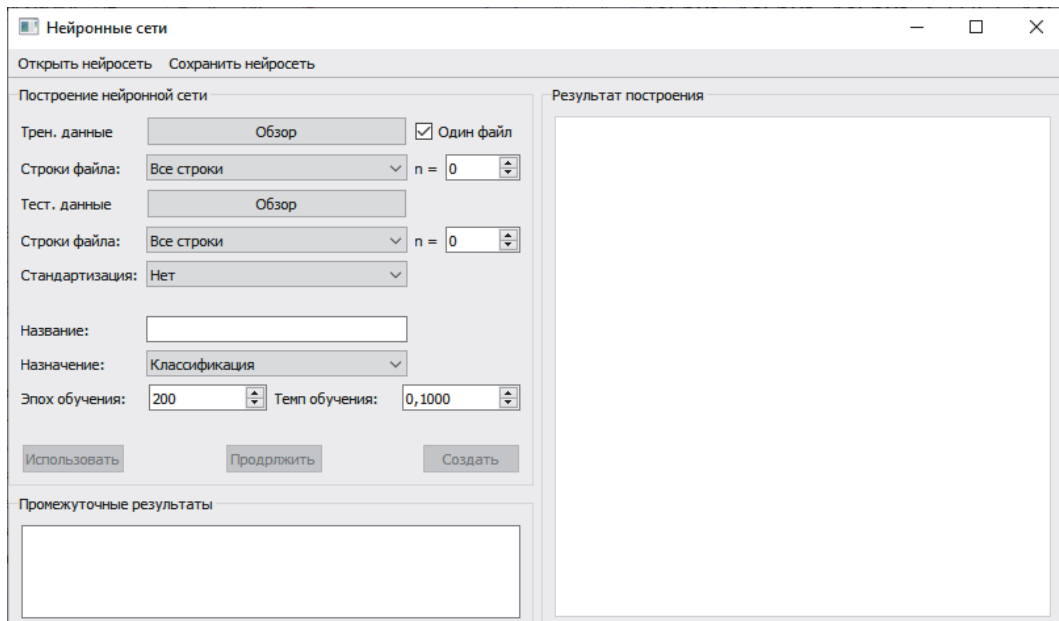 Нейронные сети
Открыть нейросеть Сохранить нейросеть
Построение нейронной сети
Трен. данные Обзор Один файл
Строки файла: Все строки n = 0
Тест. данные Обзор
Строки файла: Все строки n = 0
Стандартизация: Нет
Название:
Назначение: Классификация
Эпох обучения: 200 Темп обучения: 0,1000
Использовать Продрлжить Создать
Промежуточные результаты
Результат построения